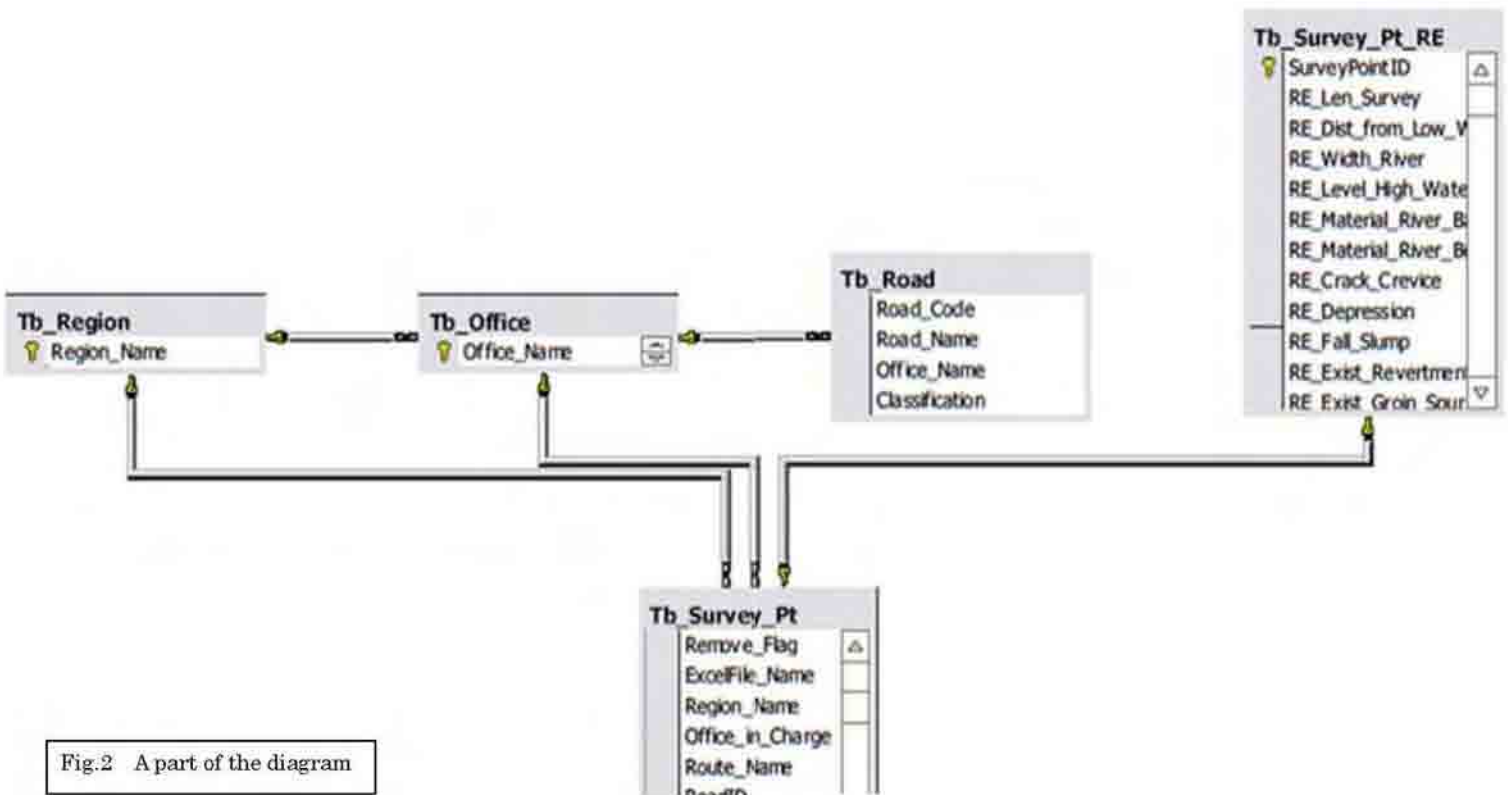 Tb_Survey_Pt_RE
SurveyPointID
RE_Len_Survey
RE_Dist_from_Low_W
RE_Width_River
RE_Level_High_Wate
RE_Material_River_Ba
RE_Material_River_Be
RE_Crack_Crevice
RE_Depression
RE_Fall_Slump
RE_Exist_Revertmen
RE_Exist_Groin_Sour
Tb_Region
Region_Name
Tb_Office
Office_Name
Tb_Road
Road_Code
Road_Name
Office_Name
Classification
Tb_Survey_Pt
Remove_Flag
ExcelFile_Name
Region_Name
Office_in_Charge
Route_Name
RoadID
Fig.2 A part of the diagram